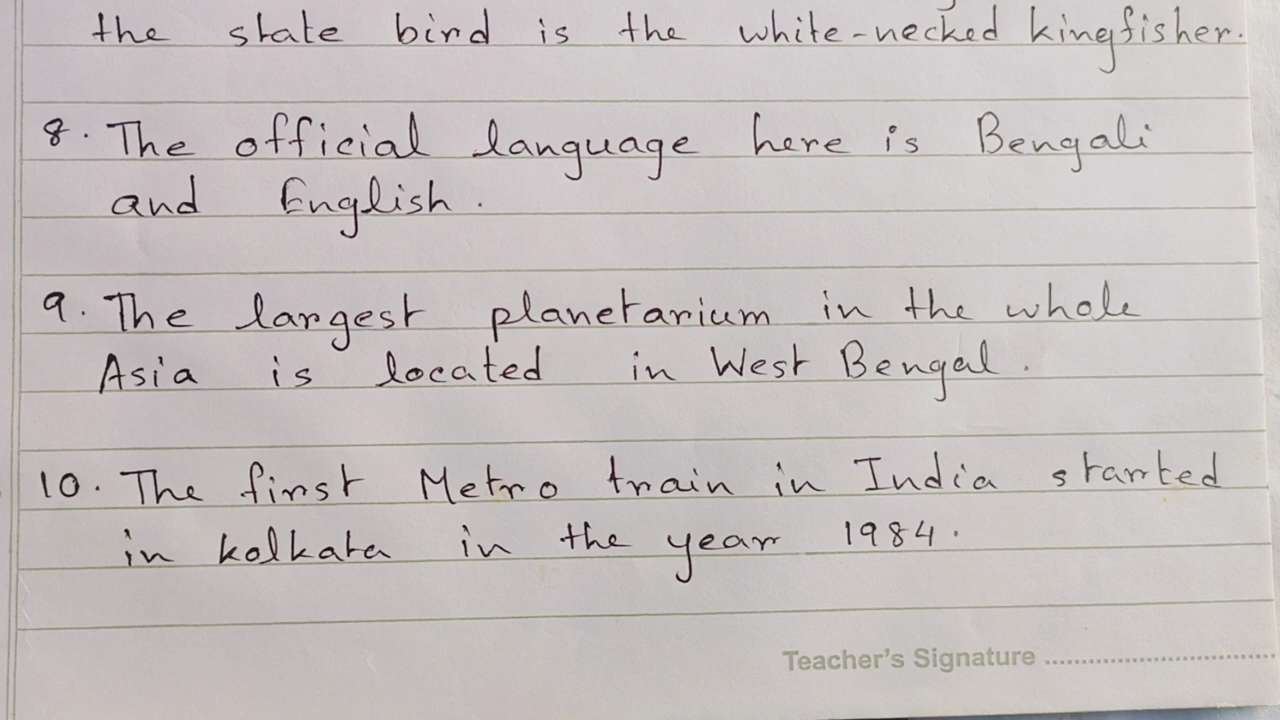 the state bird is the white-necked kingfisher.
8. The official language here is Bengali
and English.
9. The largest planetarium in the whole
Asia is located in West Bengal.
10. The first Metro train in India started
in kolkata in the year 1984.
Teacher's Signature ................................